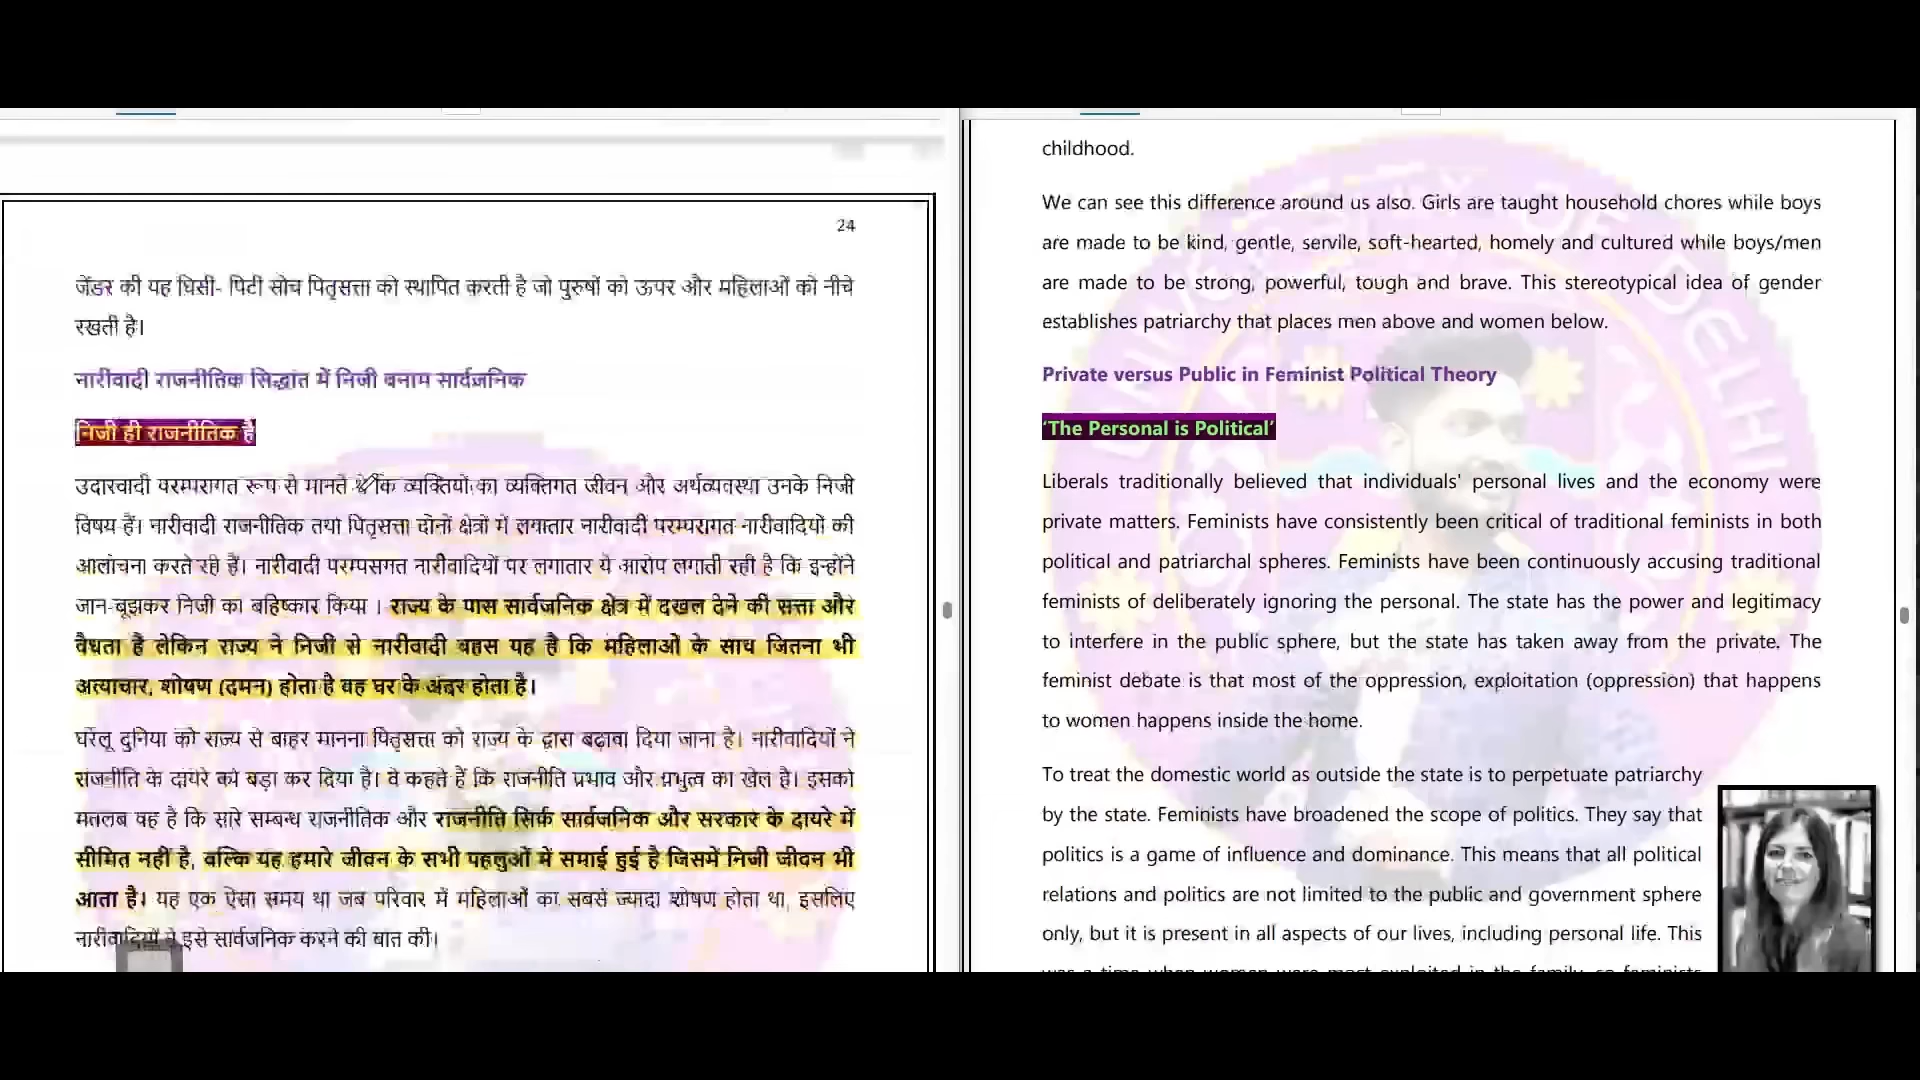 24
जेंडर की यह घिसी- पिटी सोच पितृसत्ता को स्थापित करती है जो पुरुषों को ऊपर और महिलाओं को नीचे
रखती है।
नारीवादी राजनीतिक सिद्धांत में निजी बनाम सार्वजनिक
निजी ही राजनीतिक है
उदारवादी परम्परागत रूप से मानते थे कि व्यक्तियों का व्यक्तिगत जीवन और अर्थव्यवस्था उनके निजी
विषय हैं। नारीवादी राजनीतिक तथा पितृसत्ता दोनों क्षेत्रों में लगातार नारीवादी परम्परागत नारीवादियों की
आलोचना करते रहे हैं। नारीवादी परम्परागत नारीवादियों पर लगातार ये आरोप लगाती रही है कि इन्होंने
जान-बूझकर निजी का बहिष्कार किया । राज्य के पास सार्वजनिक क्षेत्र में दखल देने की सत्ता और
वैधता है लेकिन राज्य ने निजी से नारीवादी बहस यह है कि महिलाओं के साथ जितना भी
अत्याचार, शोषण (दमन) होता है वह घर के अंदर होता है।
घरेलू दुनिया को राज्य से बाहर मानना पितृसत्ता को राज्य के द्वारा बढ़ावा दिया जाना है। नारीवादियों ने
राजनीति के दायरे को बड़ा कर दिया है। वे कहते हैं कि राजनीति प्रभाव और प्रभुत्व का खेल है। इसका
मतलब यह है कि सारे सम्बन्ध राजनीतिक और राजनीति सिर्फ सार्वजनिक और सरकार के दायरे में
सीमित नहीं है, बल्कि यह हमारे जीवन के सभी पहलुओं में समाई हुई है जिसमें निजी जीवन भी
आता है। यह एक ऐसा समय था जब परिवार में महिलाओं का सबसे ज्यादा शोषण होता था, इसलिए
नारीवादियों ने इसे सार्वजनिक करने की बात की।
childhood.
We can see this difference around us also. Girls are taught household chores while boys
are made to be kind, gentle, servile, soft-hearted, homely and cultured while boys/men
are made to be strong, powerful, tough and brave. This stereotypical idea of gender
establishes patriarchy that places men above and women below.
Private versus Public in Feminist Political Theory
‘The Personal is Political’
Liberals traditionally believed that individuals' personal lives and the economy were
private matters. Feminists have consistently been critical of traditional feminists in both
political and patriarchal spheres. Feminists have been continuously accusing traditional
feminists of deliberately ignoring the personal. The state has the power and legitimacy
to interfere in the public sphere, but the state has taken away from the private. The
feminist debate is that most of the oppression, exploitation (oppression) that happens
to women happens inside the home.
To treat the domestic world as outside the state is to perpetuate patriarchy
by the state. Feminists have broadened the scope of politics. They say that
politics is a game of influence and dominance. This means that all political
relations and politics are not limited to the public and government sphere
only, but it is present in all aspects of our lives, including personal life. This
was a time when women were most exploited in the family, so feminists